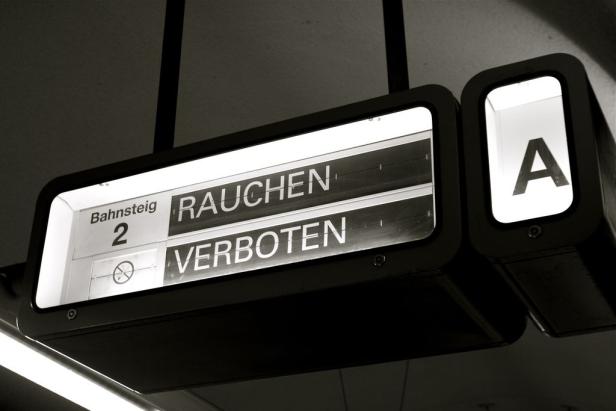 Bahnsteig
2
RAUCHEN
VERBOTEN
A